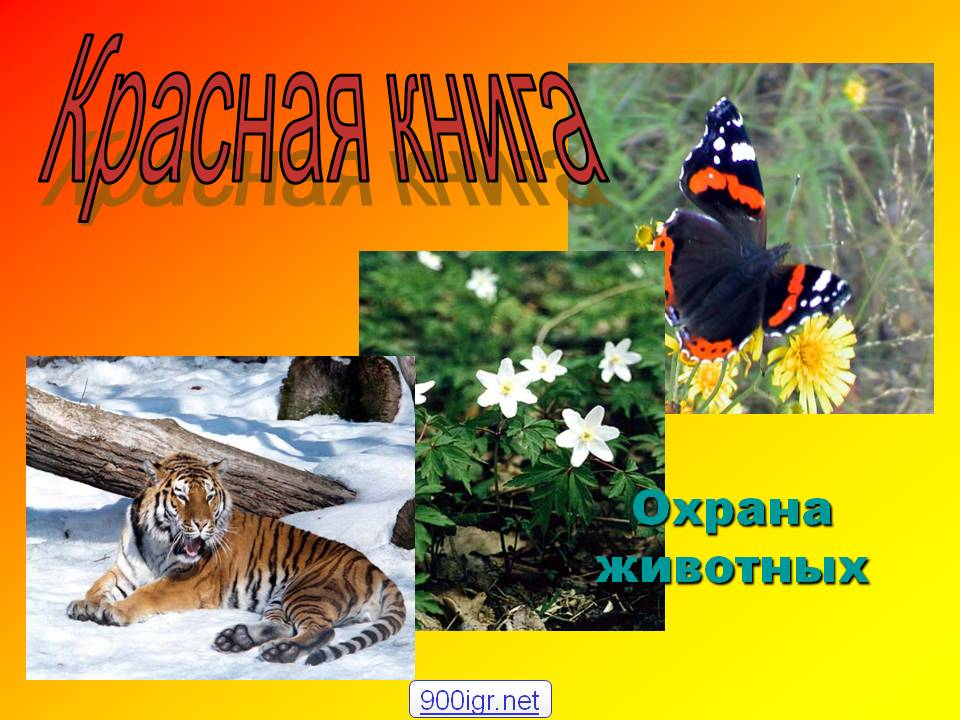 Красная книга
Охрана
животных
900igr.net